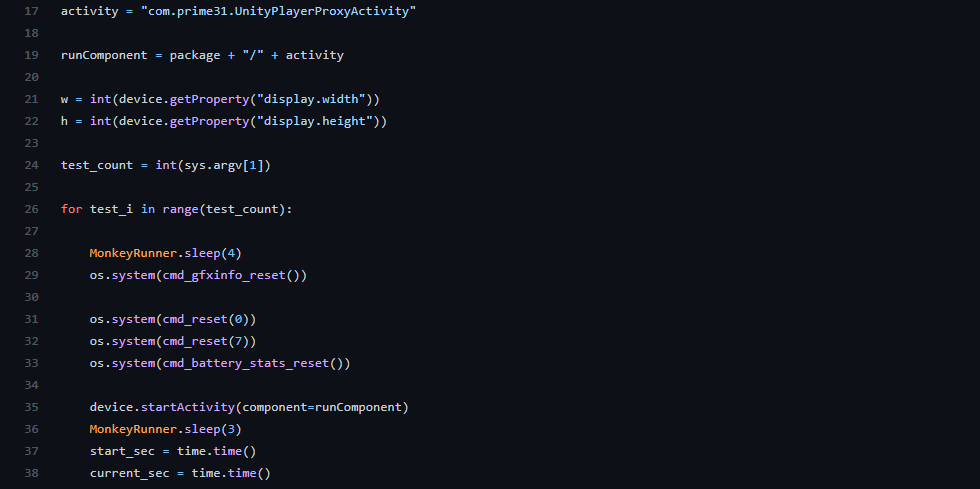 17 activity = "com.prime31.UnityPlayerProxyActivity"
18
19 runComponent = package + "/" + activity
20
21 w = int(device.getProperty("display.width"))
22 h = int(device.getProperty("display.height"))
23
24 test_count = int(sys.argv[1])
25
26 for test_i in range(test_count):
27
28     MonkeyRunner.sleep(4)
29     os.system(cmd_gfxinfo_reset())
30
31     os.system(cmd_reset(0))
32     os.system(cmd_reset(7))
33     os.system(cmd_battery_stats_reset())
34
35     device.startActivity(component=runComponent)
36     MonkeyRunner.sleep(3)
37     start_sec = time.time()
38     current_sec = time.time()